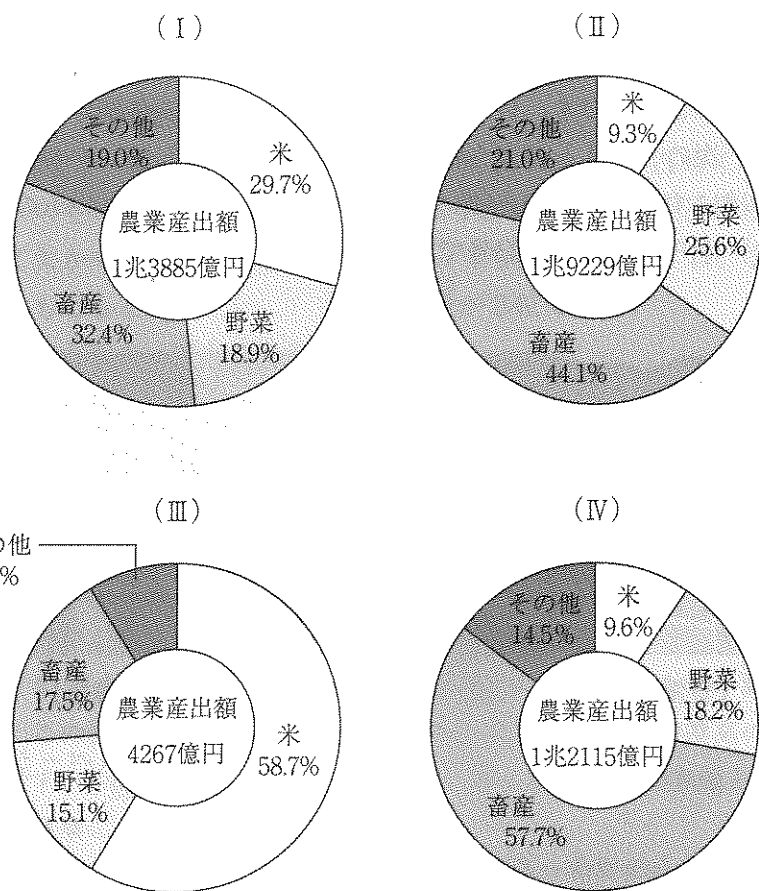 (Ⅰ)
その他
19.0%
米
29.7%
農業産出額
1兆3885億円
畜産
32.4%
野菜
18.9%
(Ⅱ)
米
9.3%
その他
21.0%
野菜
25.6%
農業産出額
1兆9229億円
畜産
44.1%
(Ⅲ)
の他
%
畜産
17.5%
農業産出額
4267億円
米
58.7%
野菜
15.1%
(Ⅳ)
その他
14.5%
米
9.6%
野菜
18.2%
農業産出額
1兆2115億円
畜産
57.7%